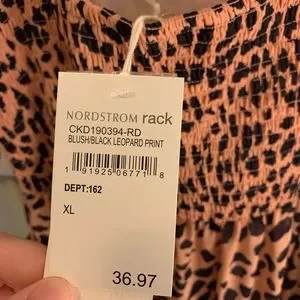 NORDSTROM rack
CKD190394-RD
BLUSH/BLACK LEOPARD PRINT
1 91925 06771 8
DEPT:162
XL
36.97